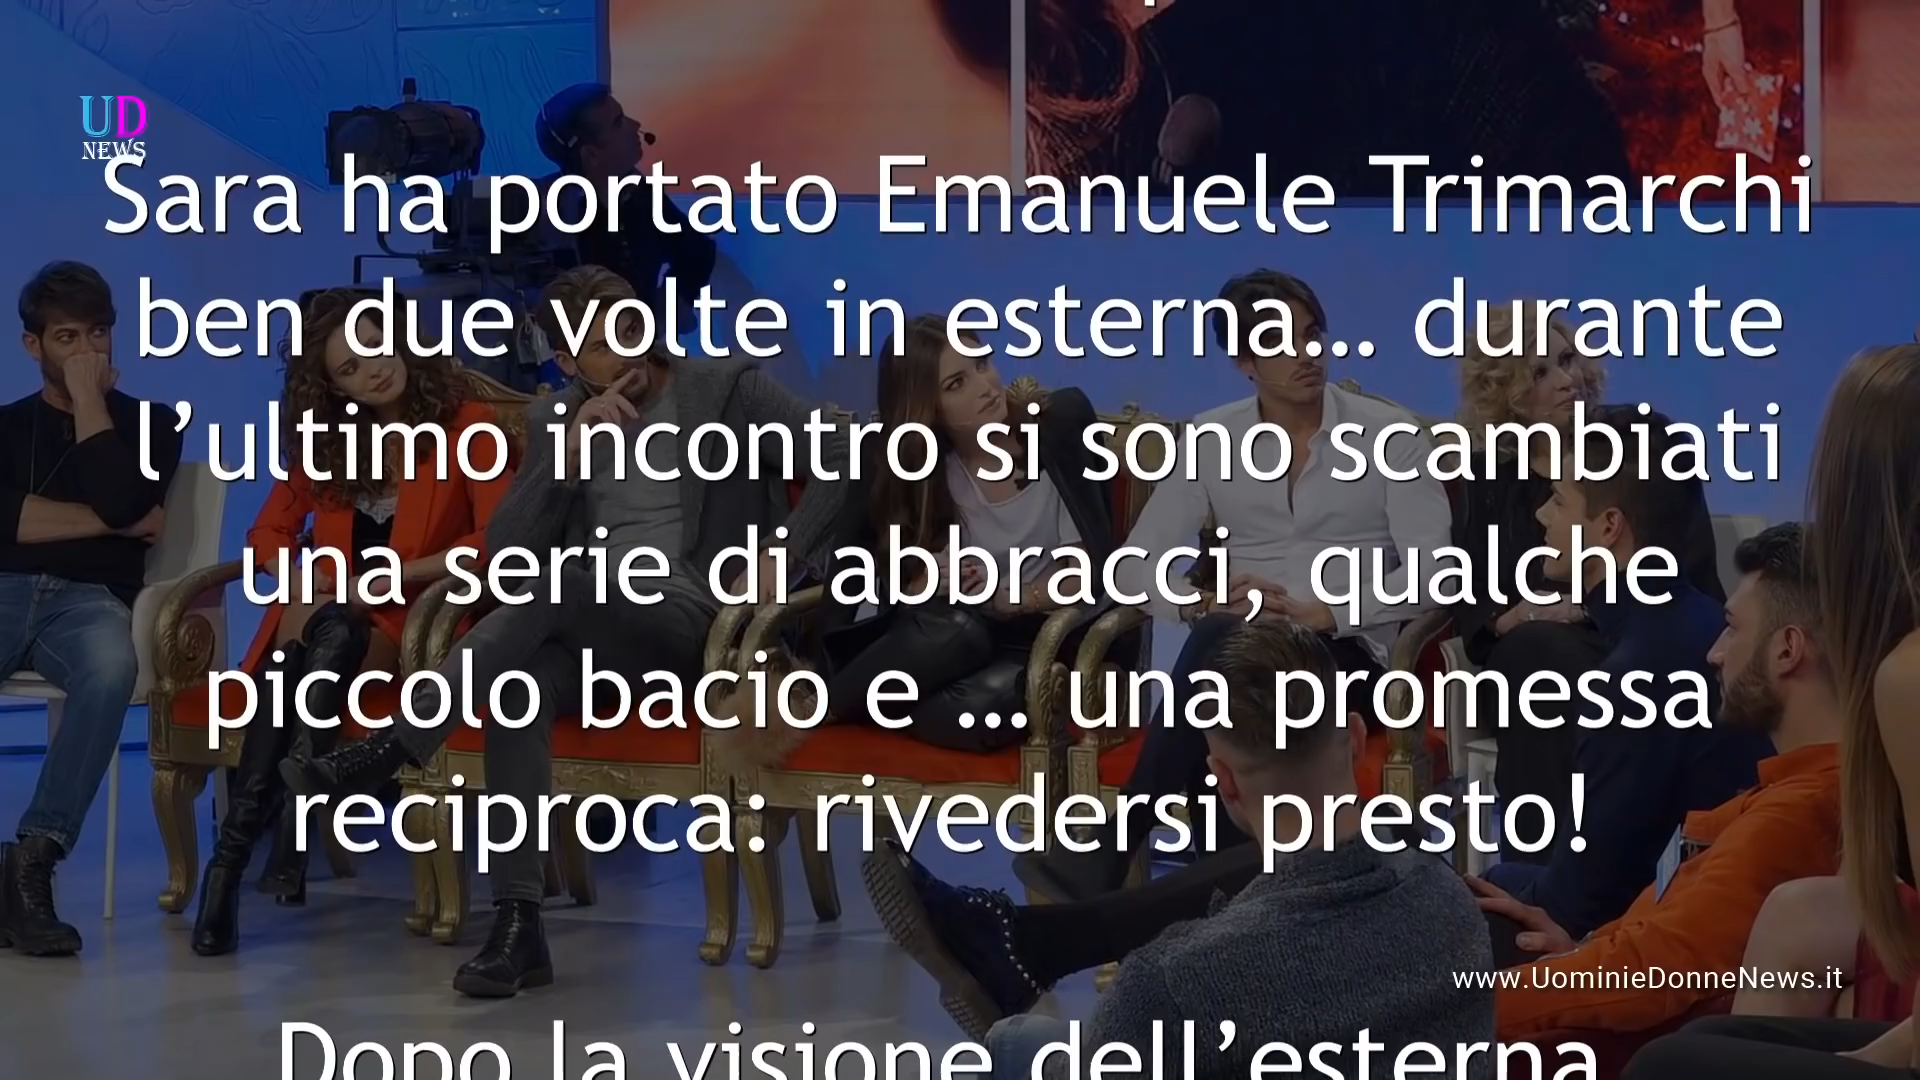 UD
NEWS
Sara ha portato Emanuele Trimarchi
ben due volte in esterna… durante
l’ultimo incontro si sono scambiati
una serie di abbracci, qualche
piccolo bacio e … una promessa
reciproca: rivedersi presto!
www.UominieDonneNews.it
Dopo la visione dell’esterna